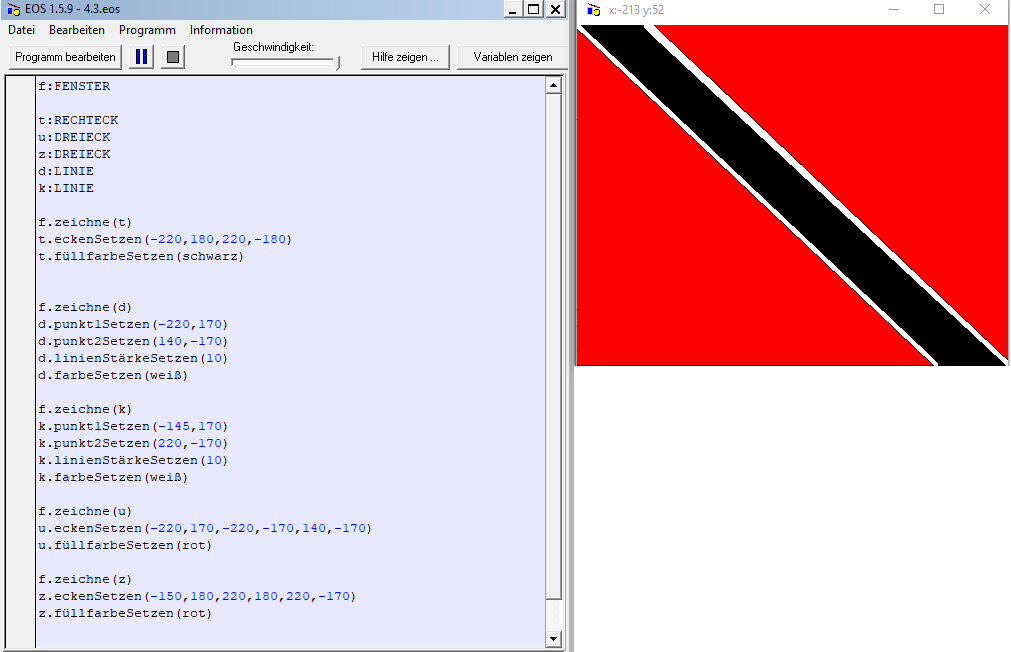 EOS 1.5.9 - 4.3.eos
Datei Bearbeiten Programm Information
Programm bearbeiten Geschwindigkeit: Hilfe zeigen ... Variablen zeigen
f:FENSTER
t:RECHTECK
u:DREIECK
z:DREIECK
d:LINIE
k:LINIE
f.zeichne(t)
t.eckenSetzen(-220,180,220,-180)
t.füllfarbeSetzen(schwarz)
f.zeichne(d)
d.punkt1Setzen(-220,170)
d.punkt2Setzen(140,-170)
d.linienStärkeSetzen(10)
d.farbeSetzen(weiß)
f.zeichne(k)
k.punkt1Setzen(-145,170)
k.punkt2Setzen(220,-170)
k.linienStärkeSetzen(10)
k.farbeSetzen(weiß)
f.zeichne(u)
u.eckenSetzen(-220,170,-220,-170,140,-170)
u.füllfarbeSetzen(rot)
f.zeichne(z)
z.eckenSetzen(-150,180,220,180,220,-170)
z.füllfarbeSetzen(rot)
x:-213 y:52